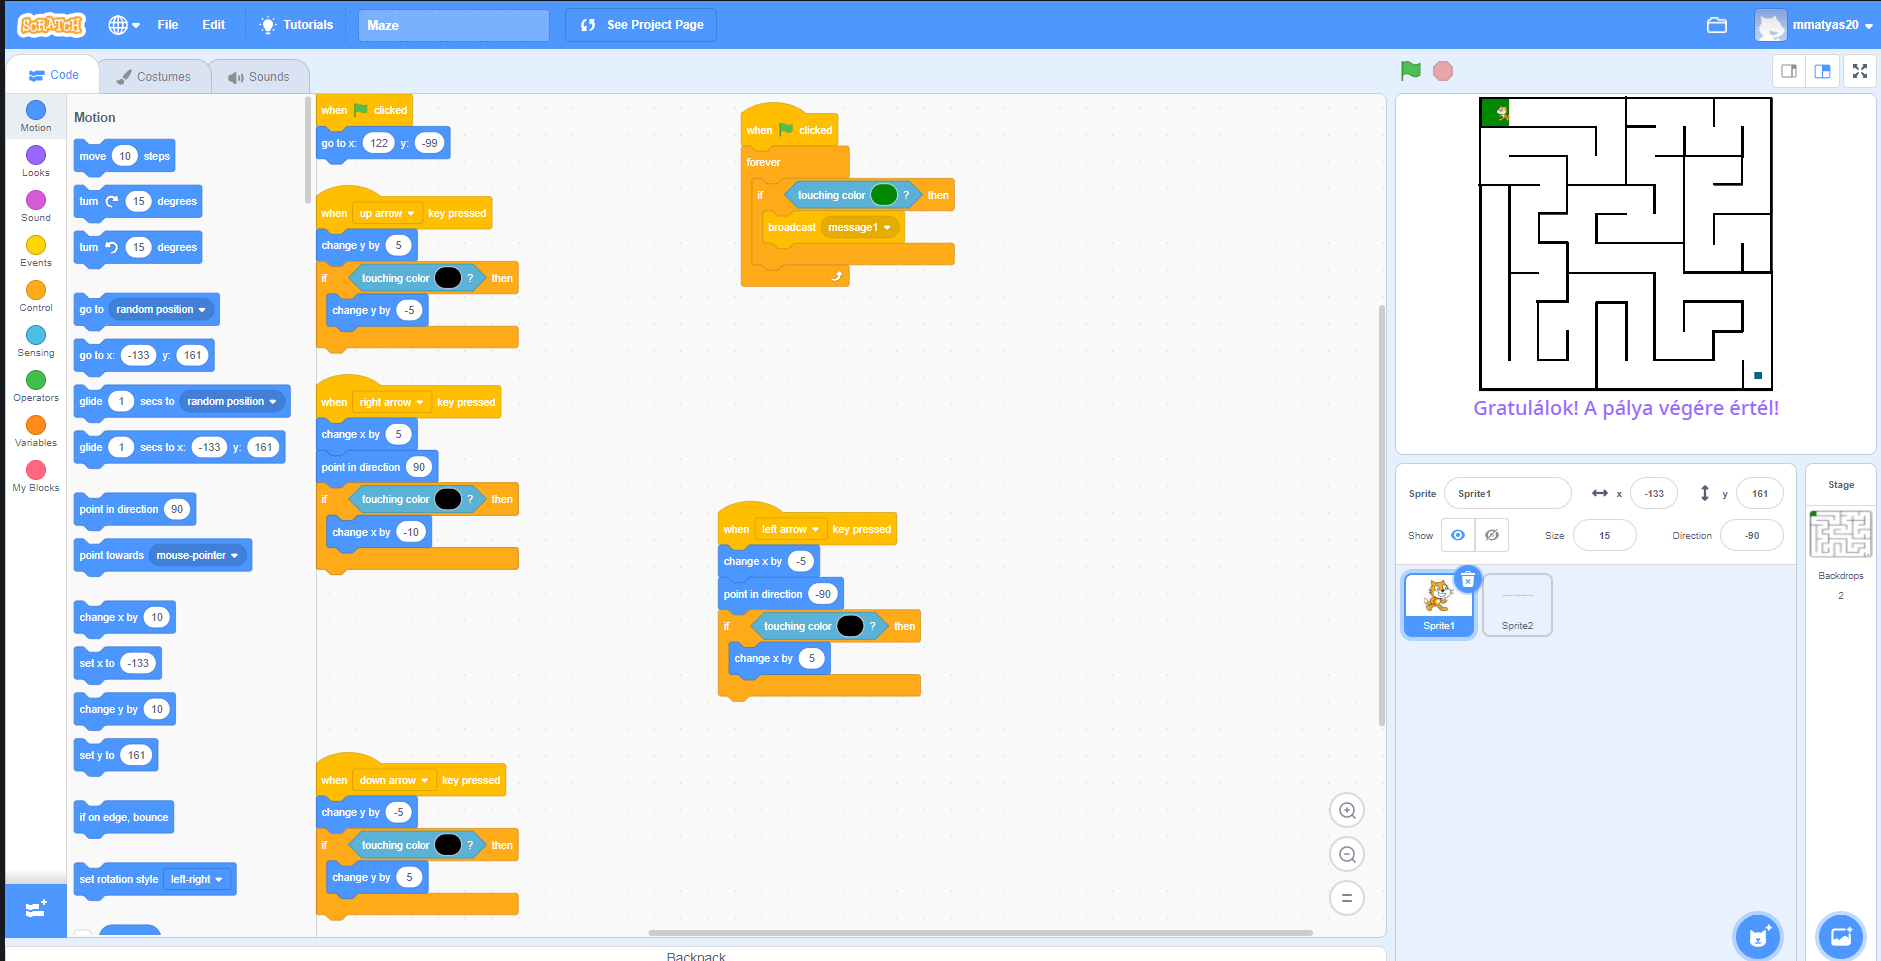 SCRATCH
File
Edit
Tutorials
Maze
See Project Page
mmatyas20
Code
Costumes
Sounds
Motion
Looks
Sound
Events
Control
Sensing
Operators
Variables
My Blocks
Motion
move 10 steps
turn 15 degrees
turn 15 degrees
go to random position
go to x: -133 y: 161
glide 1 secs to random position
glide 1 secs to x: -133 y: 161
point in direction 90
point towards mouse-pointer
change x by 10
set x to -133
change y by 10
set y to 161
if on edge, bounce
set rotation style left-right
when clicked
go to x: 122 y: -99
when up arrow key pressed
change y by 5
if touching color ? then
change y by -5
when right arrow key pressed
change x by 5
point in direction 90
if touching color ? then
change x by -10
when down arrow key pressed
change y by -5
if touching color ? then
change y by 5
when clicked
forever
if touching color ? then
broadcast message1
when left arrow key pressed
change x by -5
point in direction -90
if touching color ? then
change x by 5
Backpack
Gratulálok! A pálya végére értél!
Sprite Sprite1 x -133 y 161
Show Size 15 Direction -90
Sprite1
Sprite2
Stage
Backdrops
2